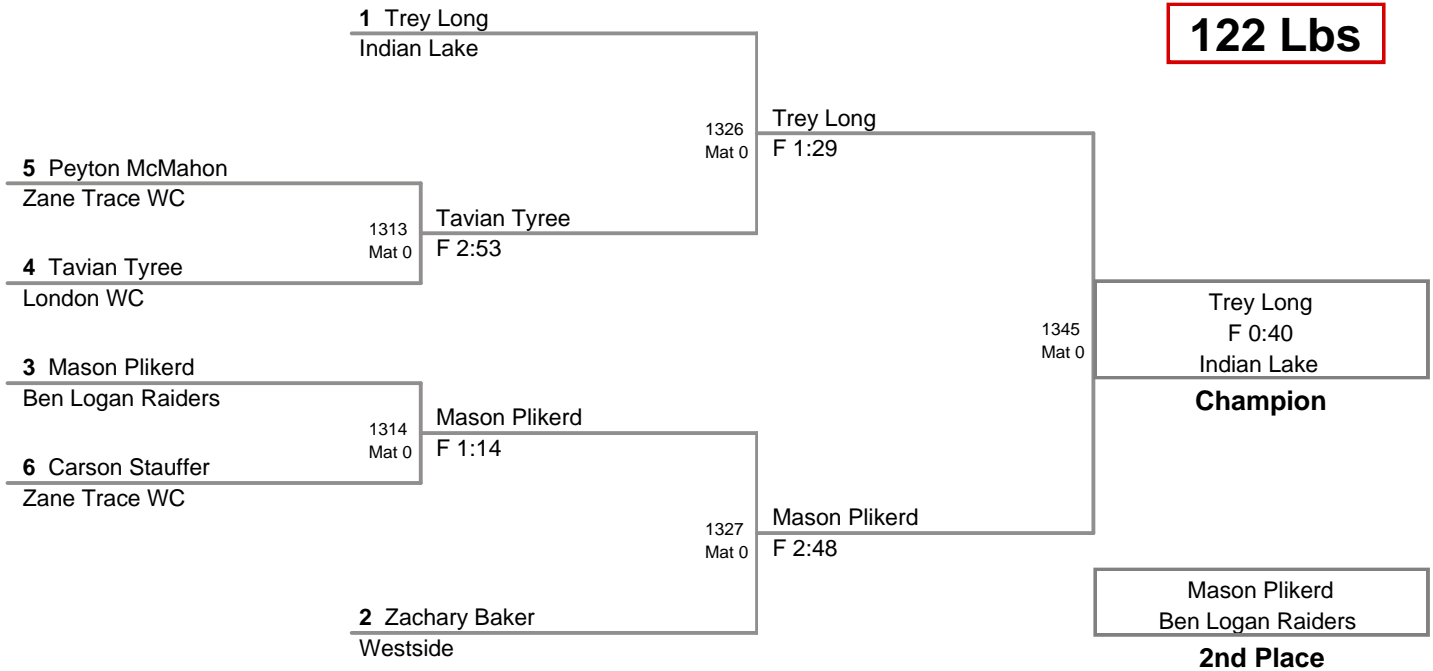 1 Trey Long
Indian Lake
122 Lbs
1326
Mat 0
Trey Long
F 1:29
5 Peyton McMahon
Zane Trace WC
1313
Mat 0
Tavian Tyree
F 2:53
4 Tavian Tyree
London WC
1345
Mat 0
Trey Long
F 0:40
Indian Lake
Champion
3 Mason Plikerd
Ben Logan Raiders
1314
Mat 0
Mason Plikerd
F 1:14
6 Carson Stauffer
Zane Trace WC
1327
Mat 0
Mason Plikerd
F 2:48
2 Zachary Baker
Westside
Mason Plikerd
Ben Logan Raiders
2nd Place